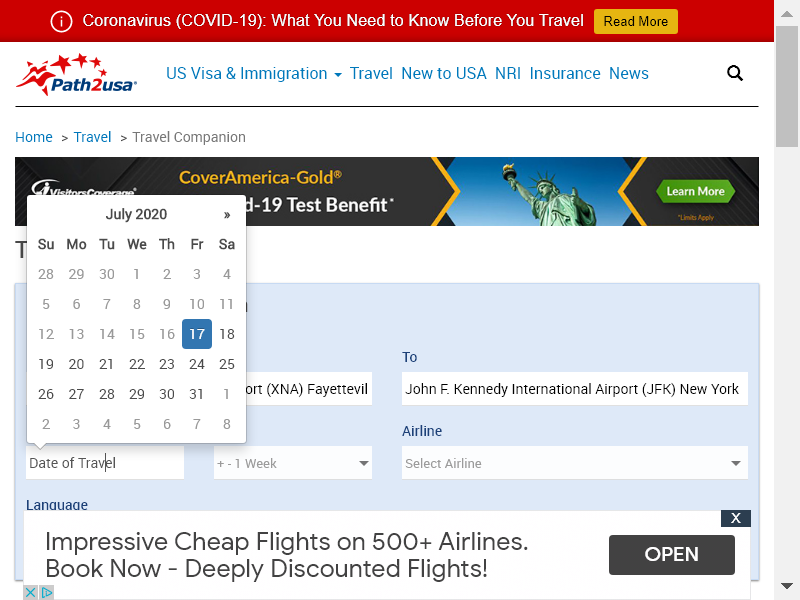 Coronavirus (COVID-19): What You Need to Know Before You Travel Read More
Path2usa
US Visa & Immigration Travel New to USA NRI Insurance News
Home > Travel > Travel Companion
CoverAmerica-Gold®
VisitorsCoverage
d-19 Test Benefit*
Learn More
*Limits Apply
July 2020 »
Su Mo Tu We Th Fr Sa
28 29 30 1 2 3 4
5 6 7 8 9 10 11
12 13 14 15 16 17 18
19 20 21 22 23 24 25
26 27 28 29 30 31 1
2 3 4 5 6 7 8
T
To
ort (XNA) Fayettevil
John F. Kennedy International Airport (JFK) New York
Airline
Date of Travel
+ - 1 Week
Select Airline
Language
X
Impressive Cheap Flights on 500+ Airlines.
Book Now - Deeply Discounted Flights!
OPEN